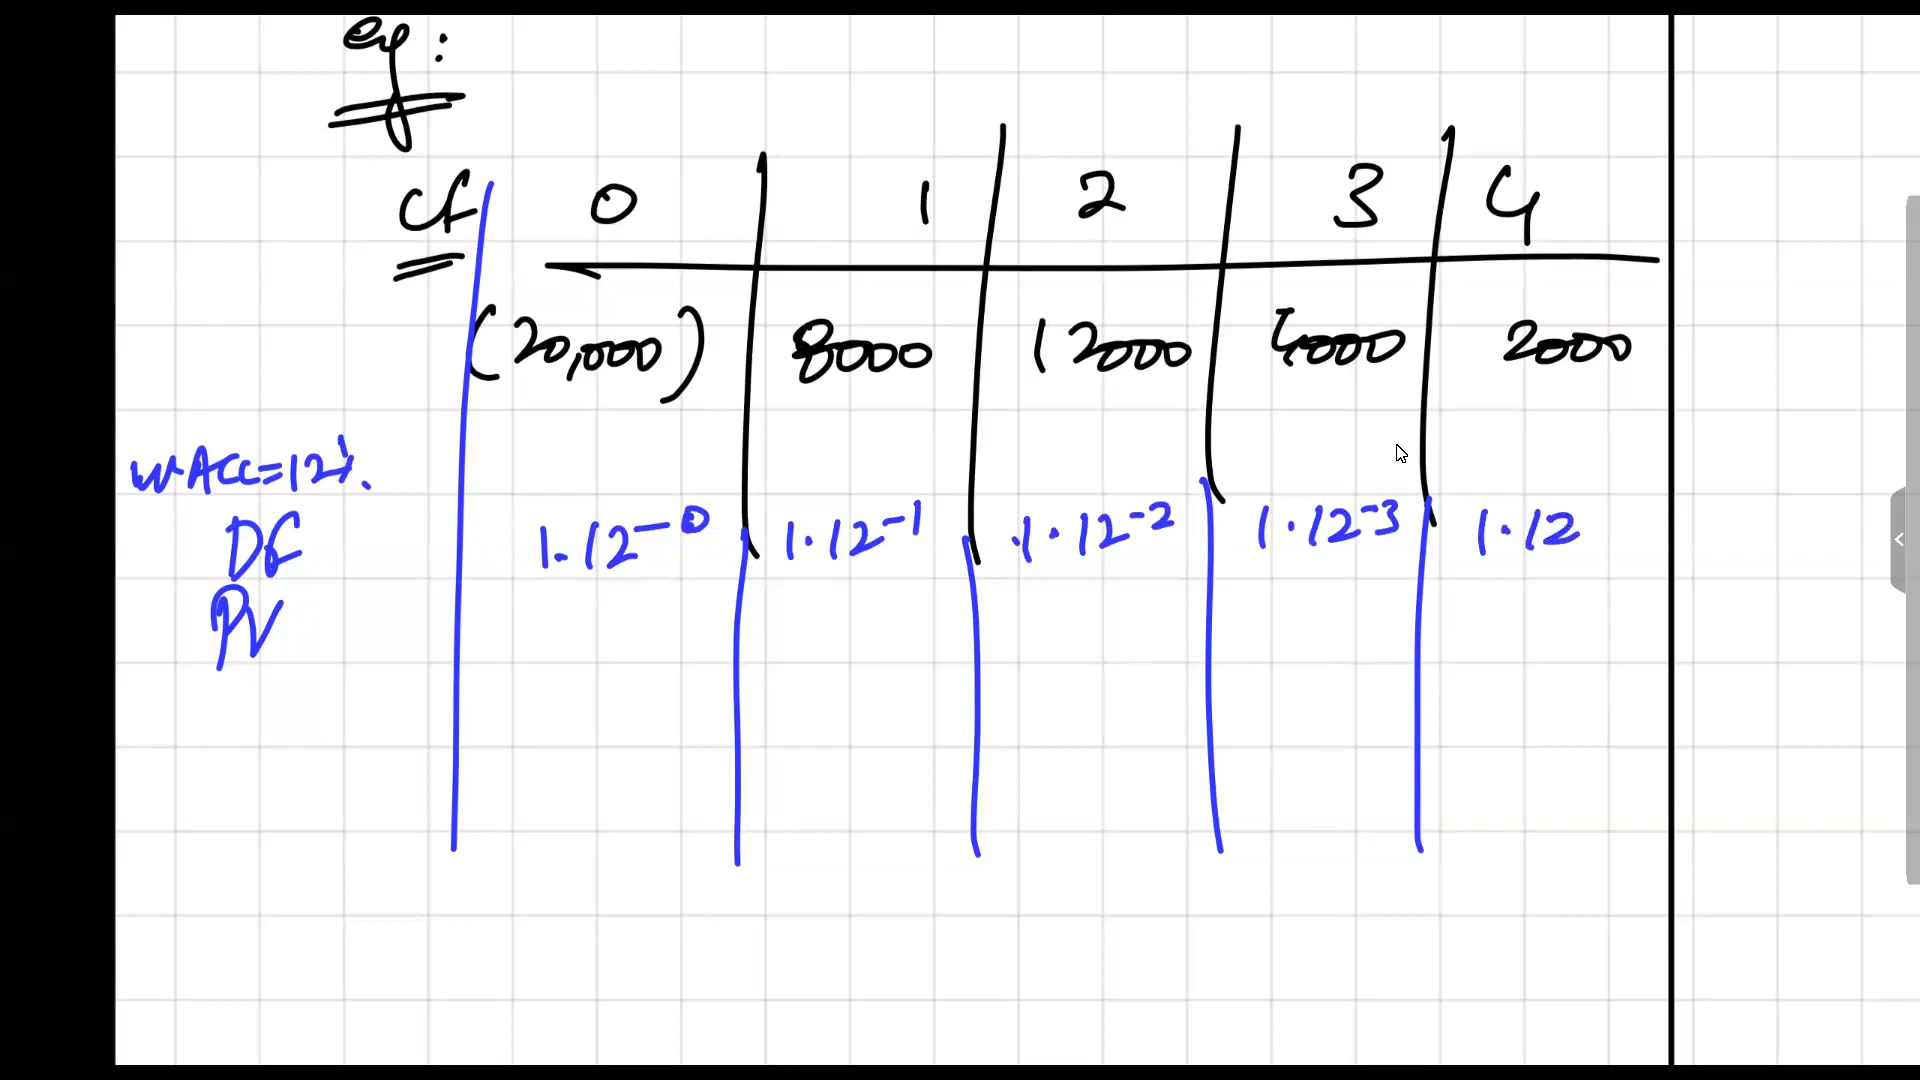 eg:
Cf 0 1 2 3 4
(20,000) 8000 12000 4000 2000
WACC=12%.
DF 1.12⁻⁰ 1.12⁻¹ 1.12⁻² 1.12⁻³ 1.12
PV